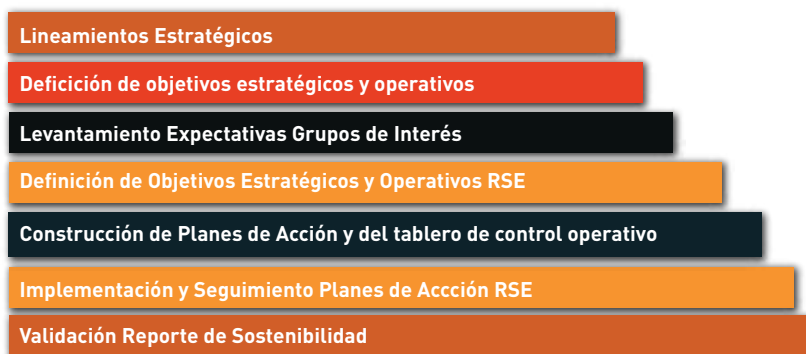 Lineamientos Estratégicos
Deficición de objetivos estratégicos y operativos
Levantamiento Expectativas Grupos de Interés
Definición de Objetivos Estratégicos y Operativos RSE
Construcción de Planes de Acción y del tablero de control operativo
Implementación y Seguimiento Planes de Accción RSE
Validación Reporte de Sostenibilidad